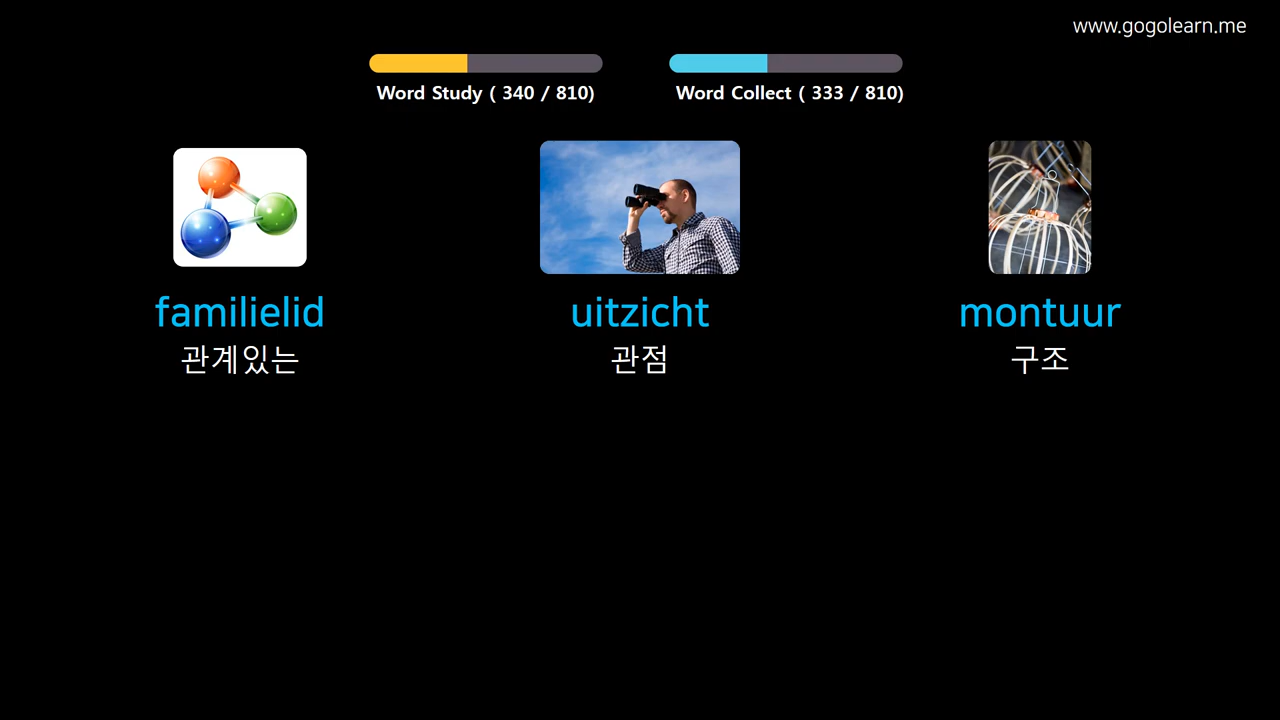 www.gogolearn.me
Word Study ( 340 / 810)
Word Collect ( 333 / 810)
familielid
관계있는
uitzicht
관점
montuur
구조